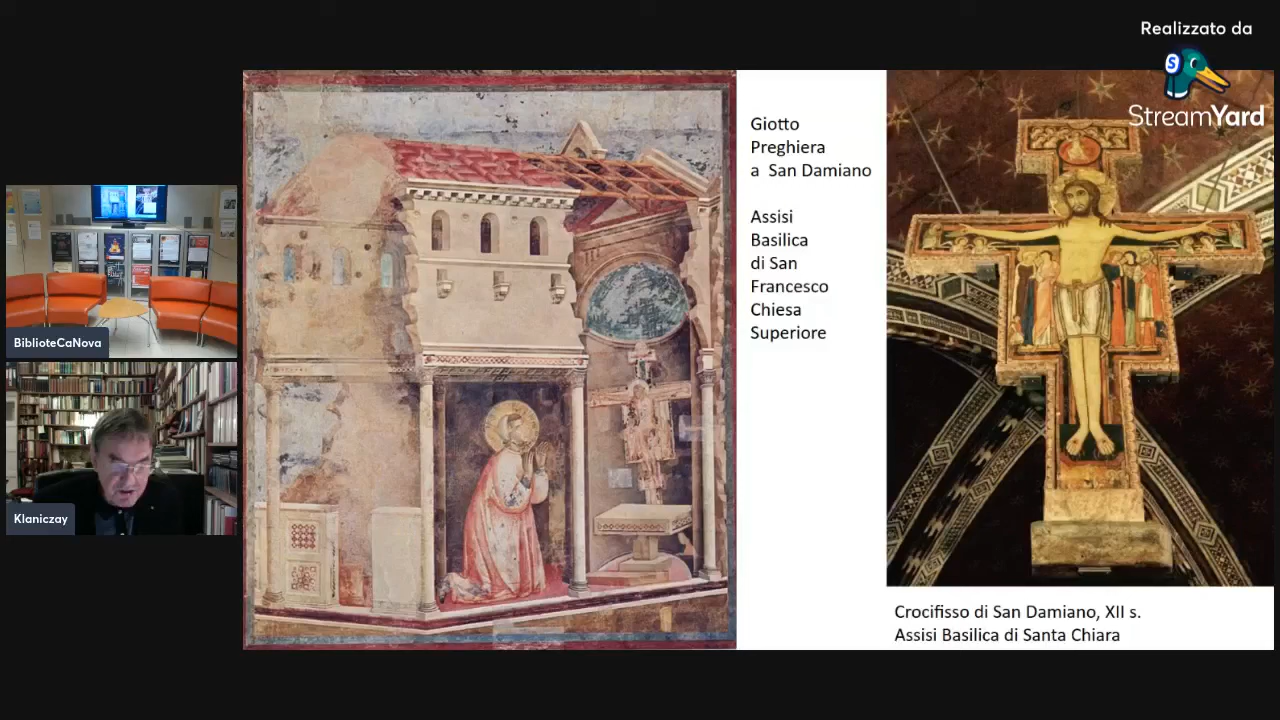 Realizzato da
StreamYard
BiblioteCaNova
Klaniczay
Giotto
Preghiera
a San Damiano
Assisi
Basilica
di San
Francesco
Chiesa
Superiore
Crocifisso di San Damiano, XII s.
Assisi Basilica di Santa Chiara